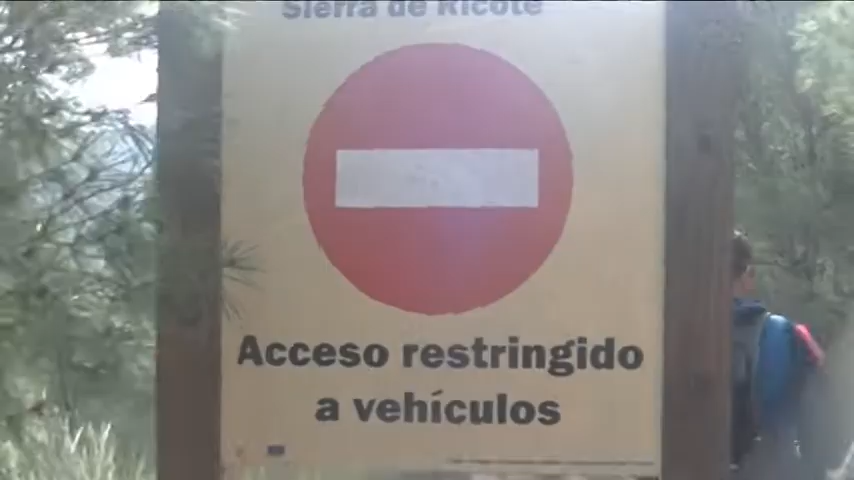 Sierra de Ricote
Acceso restringido
a vehículos